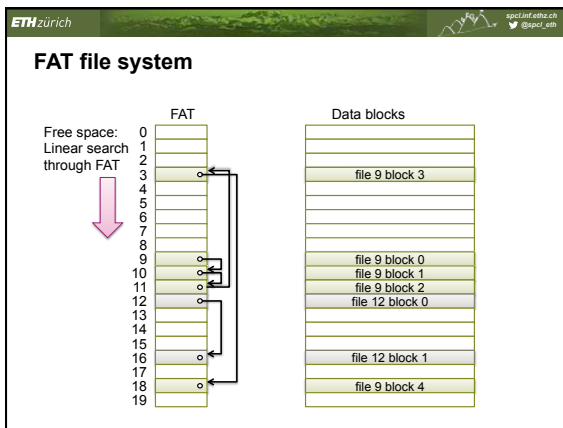 ETH zürich
spcl.inf.ethz.ch
@spcl_eth
FAT file system
FAT
Data blocks
Free space:
Linear search
through FAT
0
1
2
3
4
5
6
7
8
9
10
11
12
13
14
15
16
17
18
19
file 9 block 3
file 9 block 0
file 9 block 1
file 9 block 2
file 12 block 0
file 12 block 1
file 9 block 4